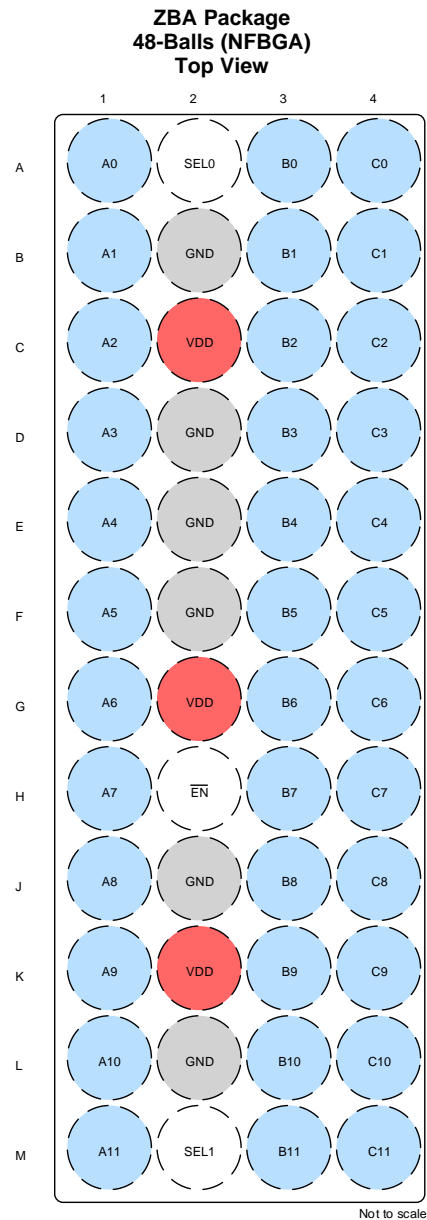 ZBA Package
48-Balls (NFBGA)
Top View
1 2 3 4
A A0 SEL0 B0 C0
B A1 GND B1 C1
C A2 VDD B2 C2
D A3 GND B3 C3
E A4 GND B4 C4
F A5 GND B5 C5
G A6 VDD B6 C6
H A7 E̅N̅ B7 C7
J A8 GND B8 C8
K A9 VDD B9 C9
L A10 GND B10 C10
M A11 SEL1 B11 C11
Not to scale